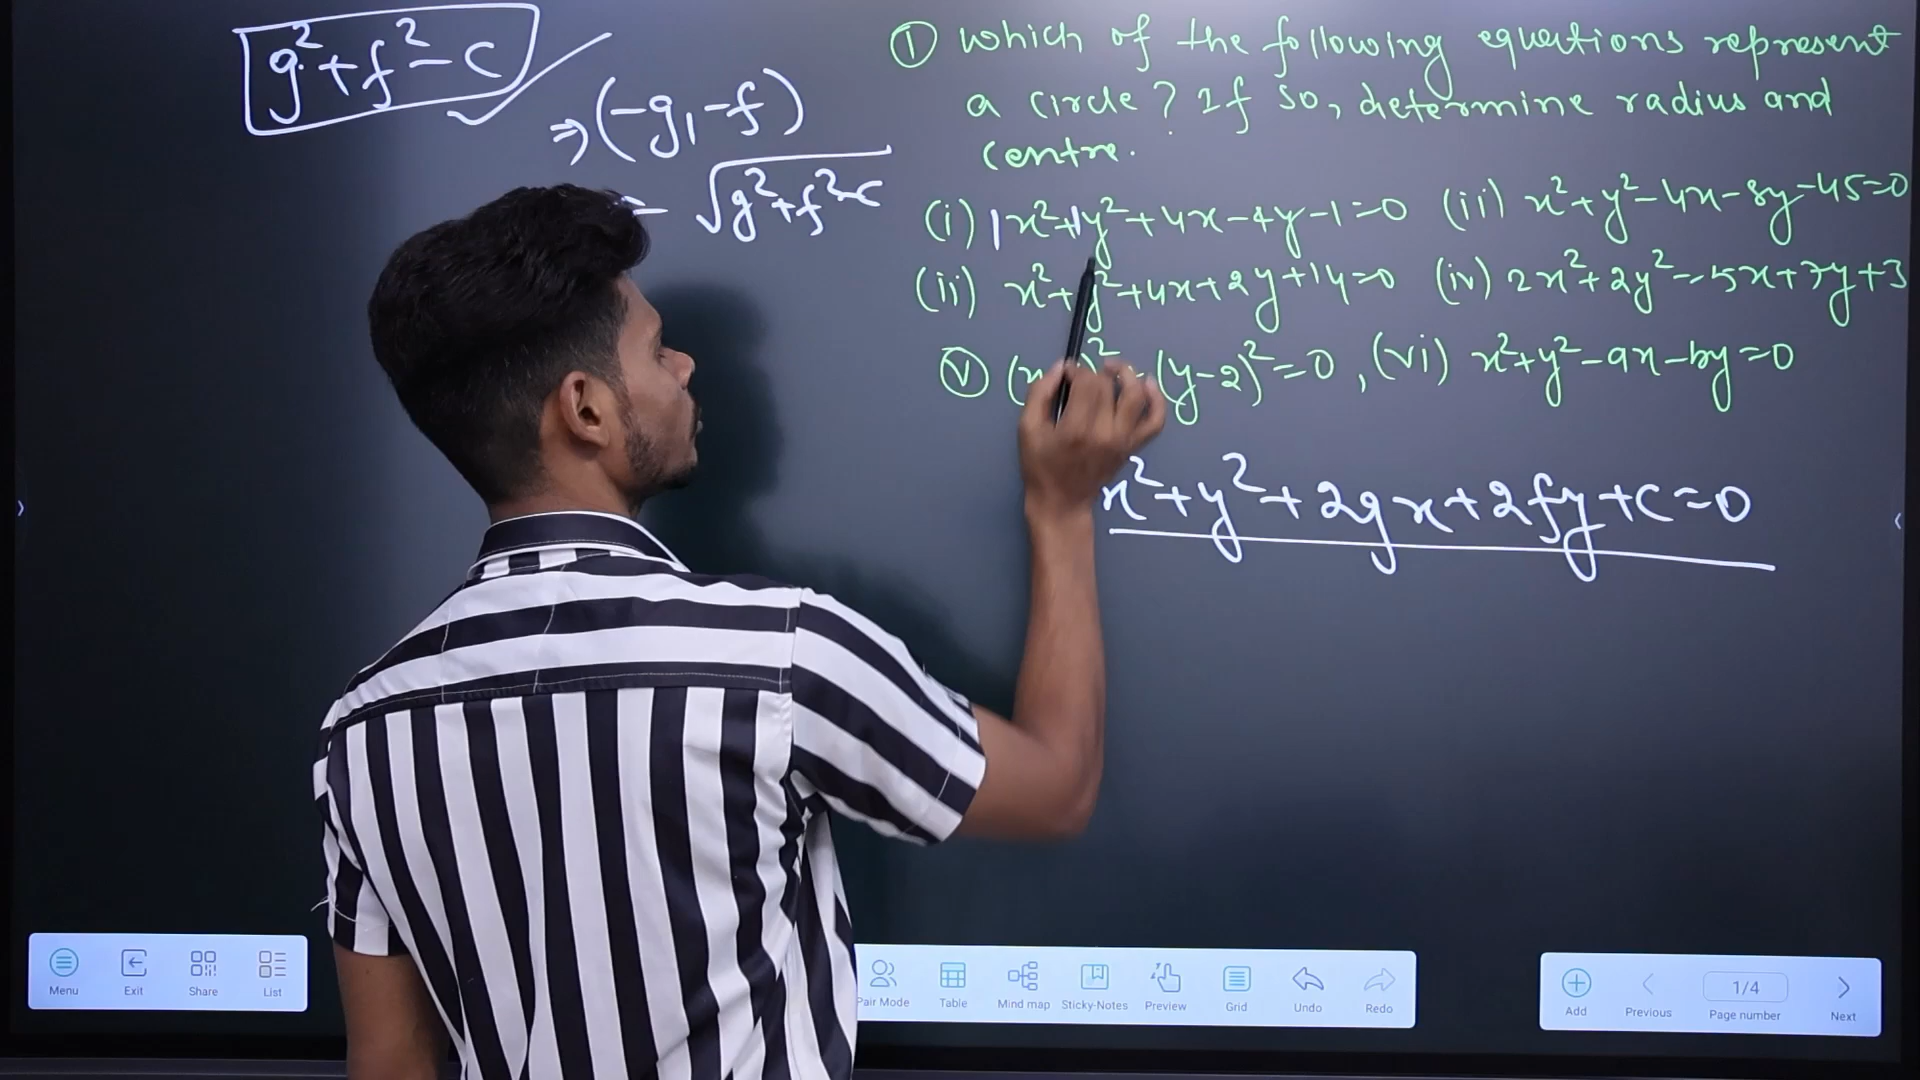 g²+f²-c
⇒(-g,-f)
= √g²+f²-c
① Which of the following equations represent
a circle? If so, determine radius and
centre.
(i) 1x²+1y²+4x-4y-1=0 (iii) x²+y²-4x-8y-45=0
(ii) x²+y²+4x+2y+14=0 (iv) 2x²+2y²-5x+7y+3
Ⓥ (x )² (y-2)²=0, (vi) x²+y²-ax-by=0
x²+y²+2gx+2fy+c=0
Menu Exit Share List Pair Mode Table Mind map Sticky-Notes Preview Grid Undo Redo Add Previous 1/4 Page number Next